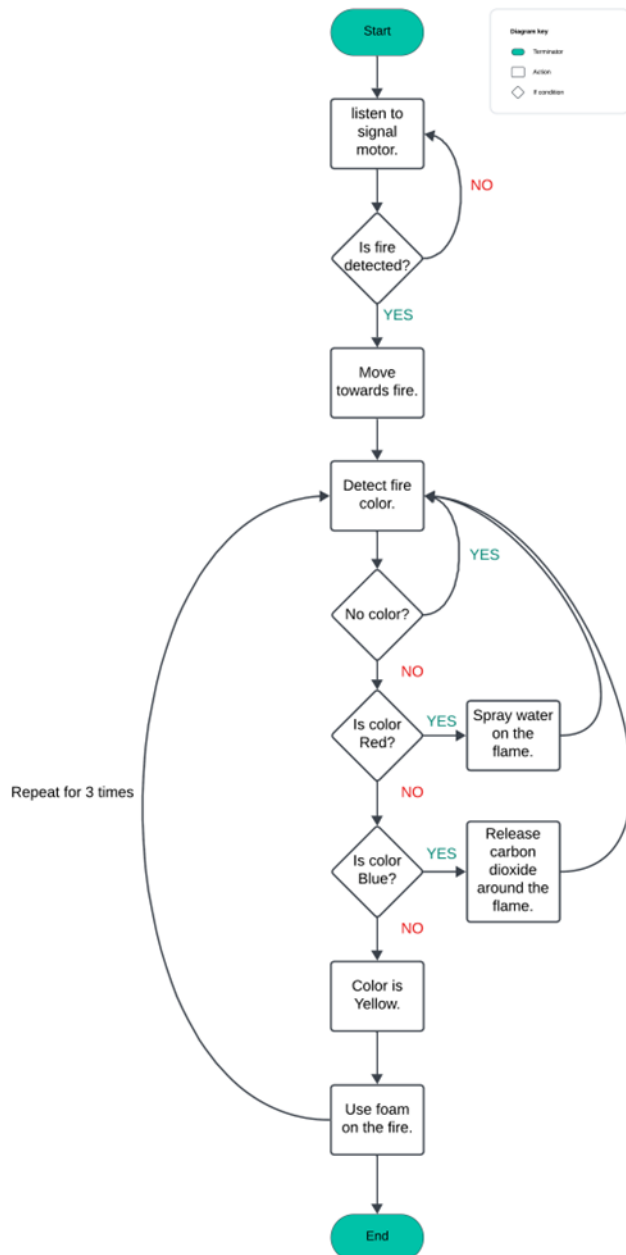 Start
Diagram key
Terminator
Action
If condition
listen to
signal
motor.
NO
Is fire
detected?
YES
Move
towards fire.
Detect fire
color.
YES
No color?
NO
Is color
Red?
YES
Spray water
on the
flame.
Repeat for 3 times
NO
Is color
Blue?
YES
Release
carbon
dioxide
around the
flame.
NO
Color is
Yellow.
Use foam
on the fire.
End